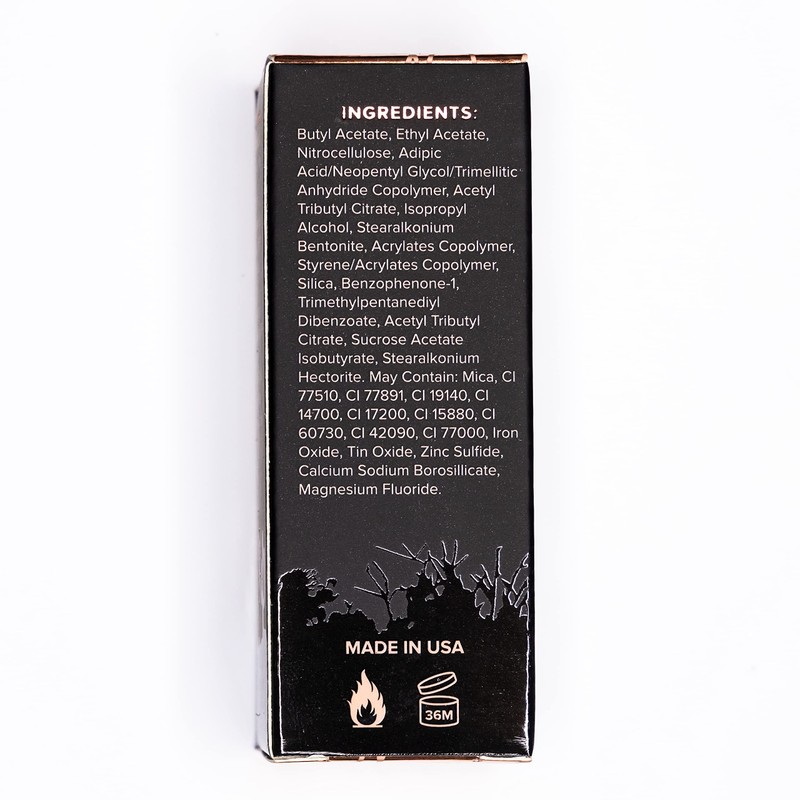 INGREDIENTS:
Butyl Acetate, Ethyl Acetate,
Nitrocellulose, Adipic
Acid/Neopentyl Glycol/Trimellitic
Anhydride Copolymer, Acetyl
Tributyl Citrate, Isopropyl
Alcohol, Stearalkonium
Bentonite, Acrylates Copolymer,
Styrene/Acrylates Copolymer,
Silica, Benzophenone-1,
Trimethylpentanediyl
Dibenzoate, Acetyl Tributyl
Citrate, Sucrose Acetate
Isobutyrate, Stearalkonium
Hectorite. May Contain: Mica, CI
77510, CI 77891, CI 19140, CI
14700, CI 17200, CI 15880, CI
60730, CI 42090, CI 77000, Iron
Oxide, Tin Oxide, Zinc Sulfide,
Calcium Sodium Borosillicate,
Magnesium Fluoride.
MADE IN USA
36M